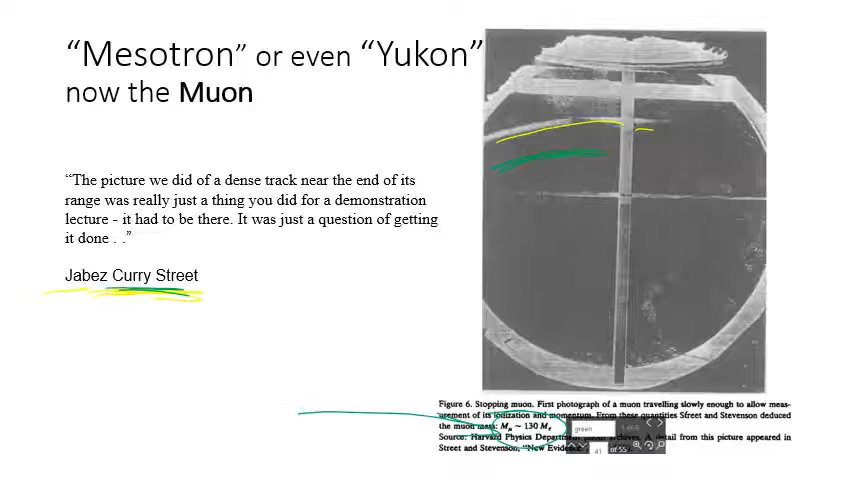 “Mesotron” or even “Yukon”
now the Muon
“The picture we did of a dense track near the end of its
range was really just a thing you did for a demonstration
lecture - it had to be there. It was just a question of getting
it done . .”
Jabez Curry Street
Figure 6. Stopping muon. First photograph of a muon travelling slowly enough to allow meas-
urement of its ionization and momentum. From these quantities Street and Stevenson deduced
the muon mass: Mμ ~ 130 Me
Source: Harvard Physics Department archives. A detail from this picture appeared in
Street and Stevenson, "New Evidence",
green
41
of 55